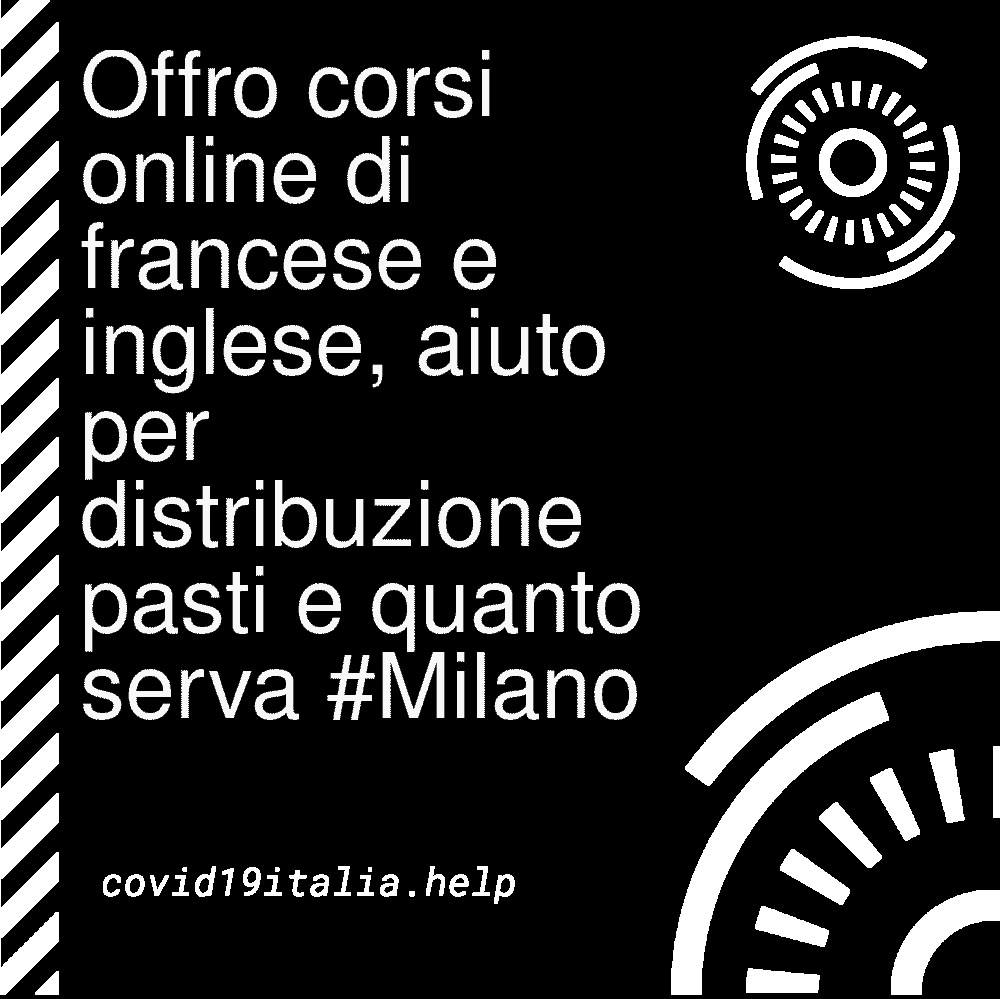 Offro corsi
online di
francese e
inglese, aiuto
per
distribuzione
pasti e quanto
serva #Milano
covid19italia.help